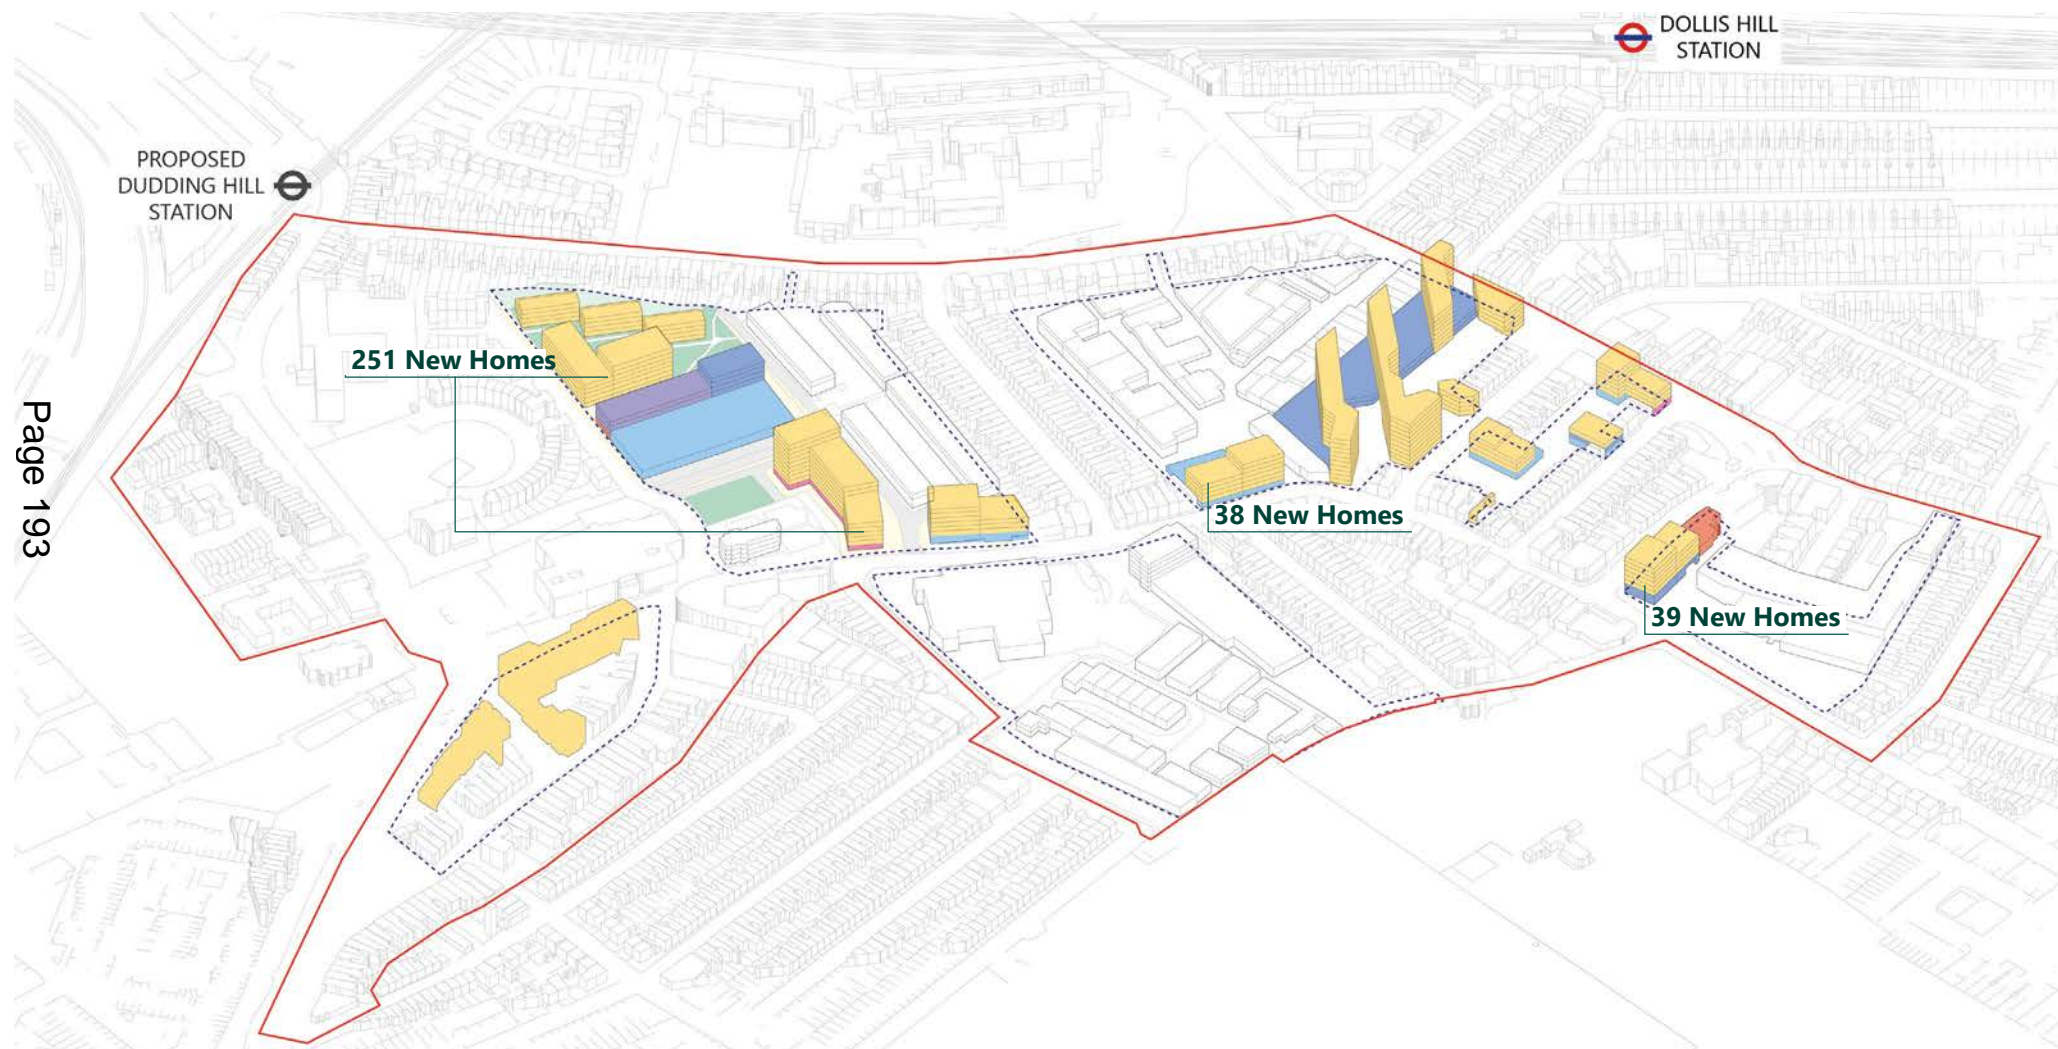 DOLLIS HILL
STATION
PROPOSED
DUDDING HILL
STATION
251 New Homes
38 New Homes
39 New Homes
Page 193